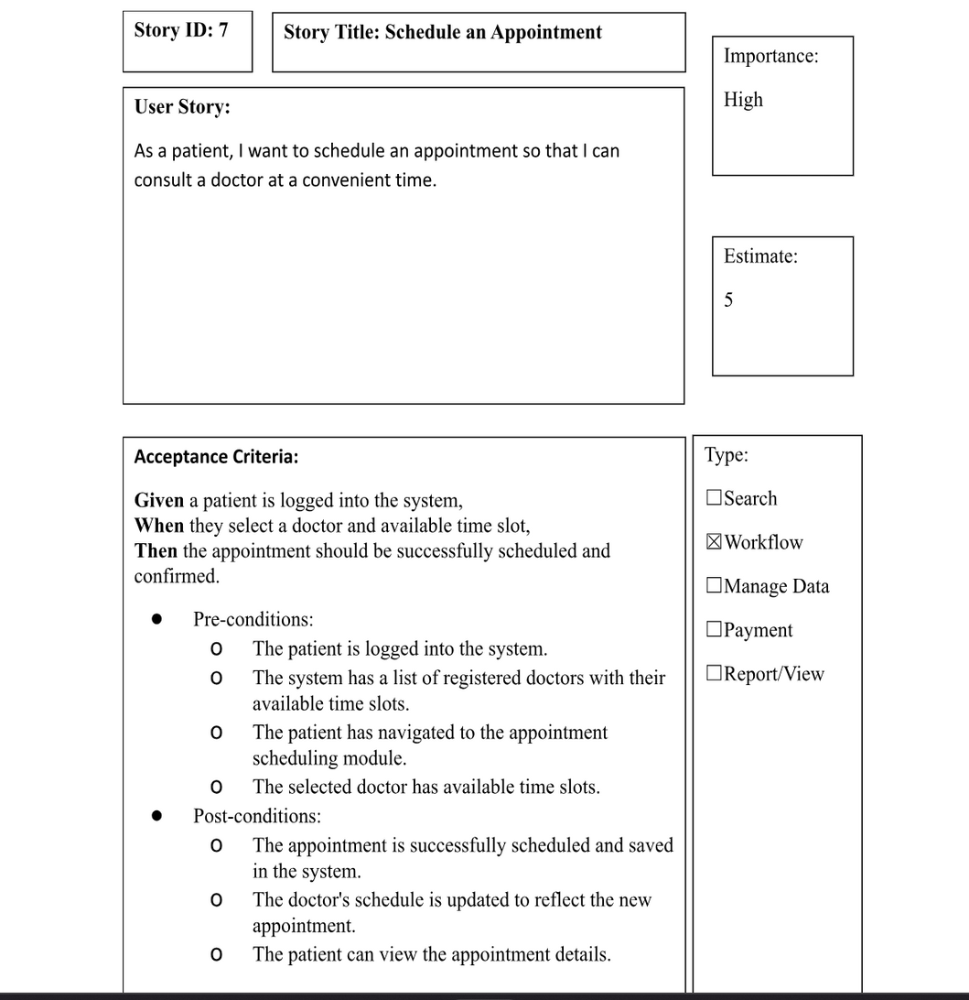 Story ID: 7
Story Title: Schedule an Appointment
Importance:
High
User Story:
As a patient, I want to schedule an appointment so that I can
consult a doctor at a convenient time.
Estimate:
5
Acceptance Criteria:
Given a patient is logged into the system,
When they select a doctor and available time slot,
Then the appointment should be successfully scheduled and
confirmed.
● Pre-conditions:
o The patient is logged into the system.
o The system has a list of registered doctors with their
available time slots.
o The patient has navigated to the appointment
scheduling module.
o The selected doctor has available time slots.
● Post-conditions:
o The appointment is successfully scheduled and saved
in the system.
o The doctor's schedule is updated to reflect the new
appointment.
o The patient can view the appointment details.
Type:
☐Search
☒Workflow
☐Manage Data
☐Payment
☐Report/View